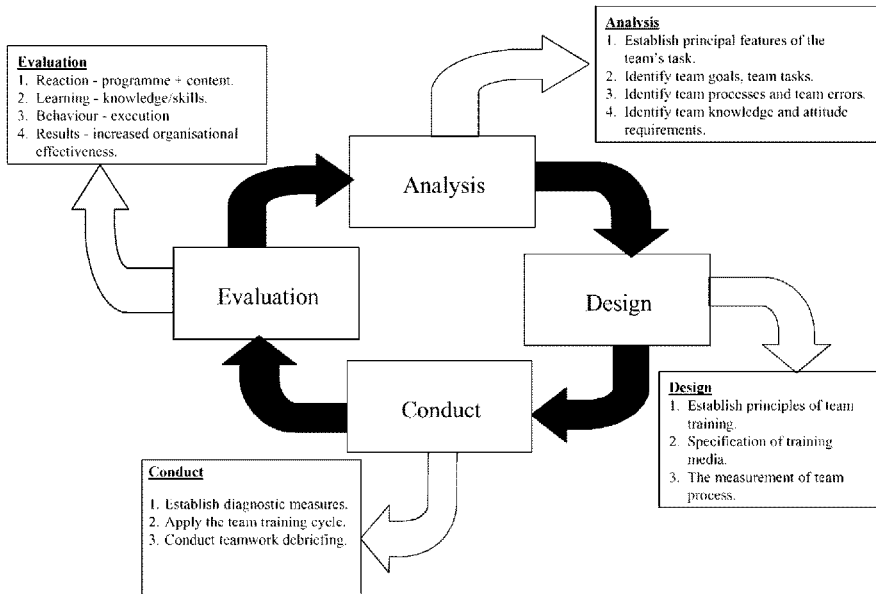 Analysis
1. Establish principal features of the
team's task.
2. Identify team goals, team tasks.
3. Identify team processes and team errors.
4. Identify team knowledge and attitude
requirements.
Evaluation
1. Reaction - programme + content.
2. Learning - knowledge/skills.
3. Behaviour - execution
4. Results - increased organisational
effectiveness.
Analysis
Evaluation
Design
Conduct
Design
1. Establish principles of team
training.
2. Specification of training
media.
3. The measurement of team
process.
Conduct
1. Establish diagnostic measures.
2. Apply the team training cycle.
3. Conduct teamwork debriefing.